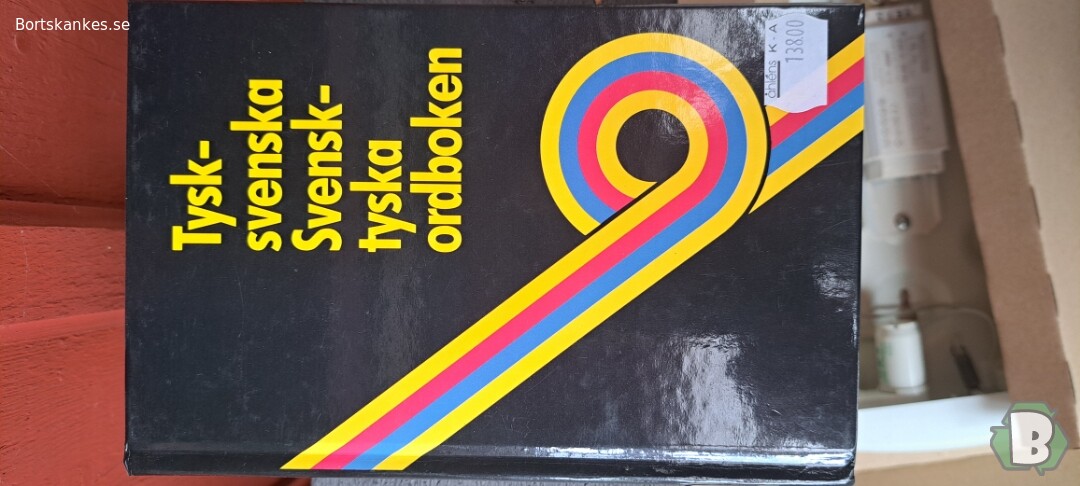 Bortskankes.se
Tysk-
svenska
Svensk-
tyska
ordboken
åhléns K·A
138.00
B